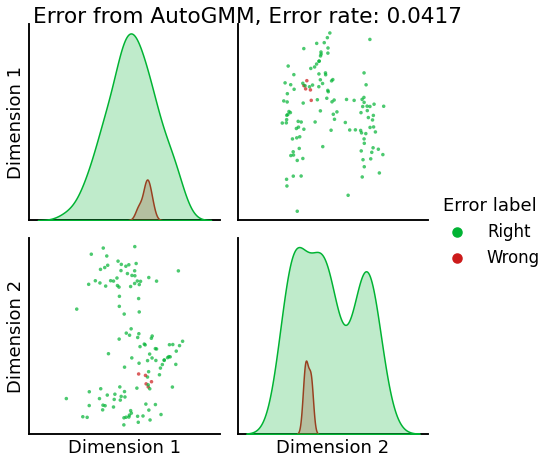 Error from AutoGMM, Error rate: 0.0417
Dimension 1
Error label
Right
Wrong
Dimension 2
Dimension 1
Dimension 2